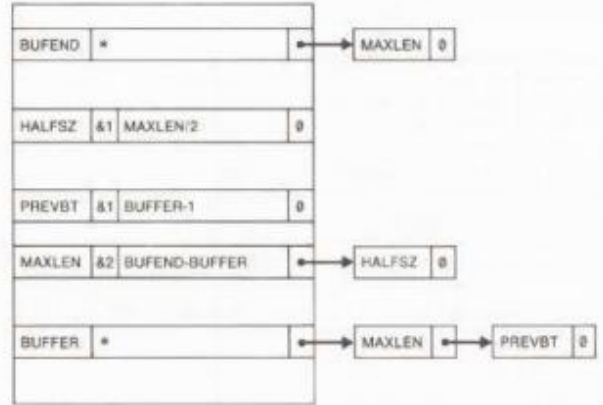 BUFEND * MAXLEN 0
HALFSZ &1 MAXLEN/2 0
PREVBT &1 BUFFER-1 0
MAXLEN &2 BUFEND-BUFFER HALFSZ 0
BUFFER * MAXLEN PREVBT 0